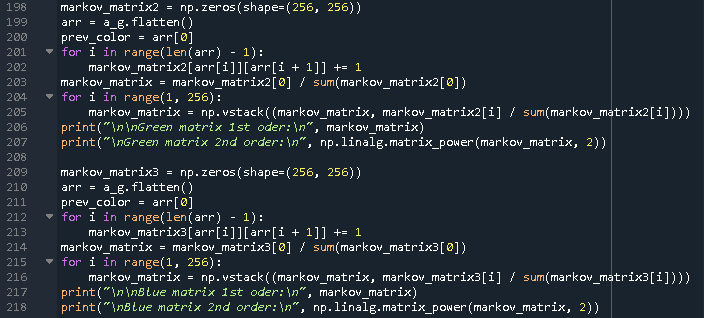 198 markov_matrix2 = np.zeros(shape=(256, 256))
199 arr = a_g.flatten()
200 prev_color = arr[0]
201 for i in range(len(arr) - 1):
202     markov_matrix2[arr[i]][arr[i + 1]] += 1
203 markov_matrix = markov_matrix2[0] / sum(markov_matrix2[0])
204 for i in range(1, 256):
205     markov_matrix = np.vstack((markov_matrix, markov_matrix2[i] / sum(markov_matrix2[i])))
206 print("\n\nGreen matrix 1st oder:\n", markov_matrix)
207 print("\nGreen matrix 2nd order:\n", np.linalg.matrix_power(markov_matrix, 2))
208
209 markov_matrix3 = np.zeros(shape=(256, 256))
210 arr = a_g.flatten()
211 prev_color = arr[0]
212 for i in range(len(arr) - 1):
213     markov_matrix3[arr[i]][arr[i + 1]] += 1
214 markov_matrix = markov_matrix3[0] / sum(markov_matrix3[0])
215 for i in range(1, 256):
216     markov_matrix = np.vstack((markov_matrix, markov_matrix3[i] / sum(markov_matrix3[i])))
217 print("\n\nBlue matrix 1st oder:\n", markov_matrix)
218 print("\nBlue matrix 2nd order:\n", np.linalg.matrix_power(markov_matrix, 2))